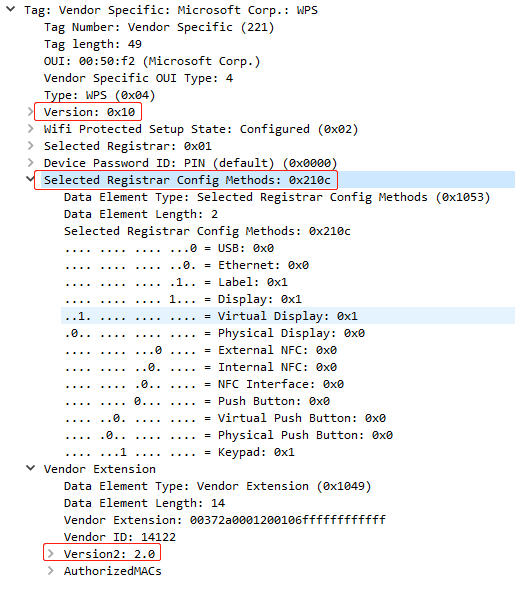 Tag: Vendor Specific: Microsoft Corp.: WPS
Tag Number: Vendor Specific (221)
Tag length: 49
OUI: 00:50:f2 (Microsoft Corp.)
Vendor Specific OUI Type: 4
Type: WPS (0x04)
Version: 0x10
Wifi Protected Setup State: Configured (0x02)
Selected Registrar: 0x01
Device Password ID: PIN (default) (0x0000)
Selected Registrar Config Methods: 0x210c
Data Element Type: Selected Registrar Config Methods (0x1053)
Data Element Length: 2
Selected Registrar Config Methods: 0x210c
.... .... .... ...0 = USB: 0x0
.... .... .... ..0. = Ethernet: 0x0
.... .... .... .1.. = Label: 0x1
.... .... .... 1... = Display: 0x1
..1. .... .... .... = Virtual Display: 0x1
.0.. .... .... .... = Physical Display: 0x0
.... .... ...0 .... = External NFC: 0x0
.... .... ..0. .... = Internal NFC: 0x0
.... .... .0.. .... = NFC Interface: 0x0
.... .... 0... .... = Push Button: 0x0
.... ..0. .... .... = Virtual Push Button: 0x0
.... .0.. .... .... = Physical Push Button: 0x0
.... ...1 .... .... = Keypad: 0x1
Vendor Extension
Data Element Type: Vendor Extension (0x1049)
Data Element Length: 14
Vendor Extension: 00372a0001200106ffffffffffff
Vendor ID: 14122
Version2: 2.0
AuthorizedMACs